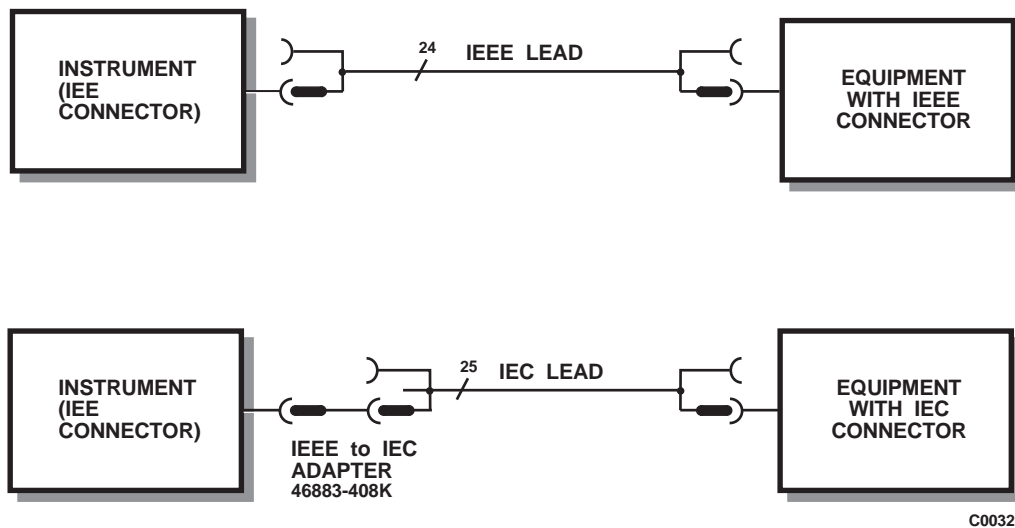 INSTRUMENT
(IEE
CONNECTOR)
24
IEEE LEAD
EQUIPMENT
WITH IEEE
CONNECTOR
INSTRUMENT
(IEE
CONNECTOR)
IEEE to IEC
ADAPTER
46883-408K
25
IEC LEAD
EQUIPMENT
WITH IEC
CONNECTOR
C0032